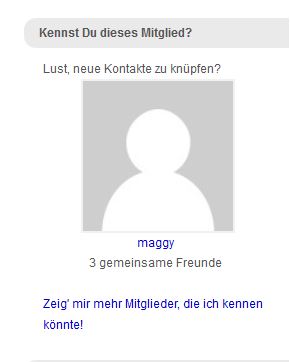 Kennst Du dieses Mitglied?
Lust, neue Kontakte zu knüpfen?
maggy
3 gemeinsame Freunde
Zeig' mir mehr Mitglieder, die ich kennen
könnte!